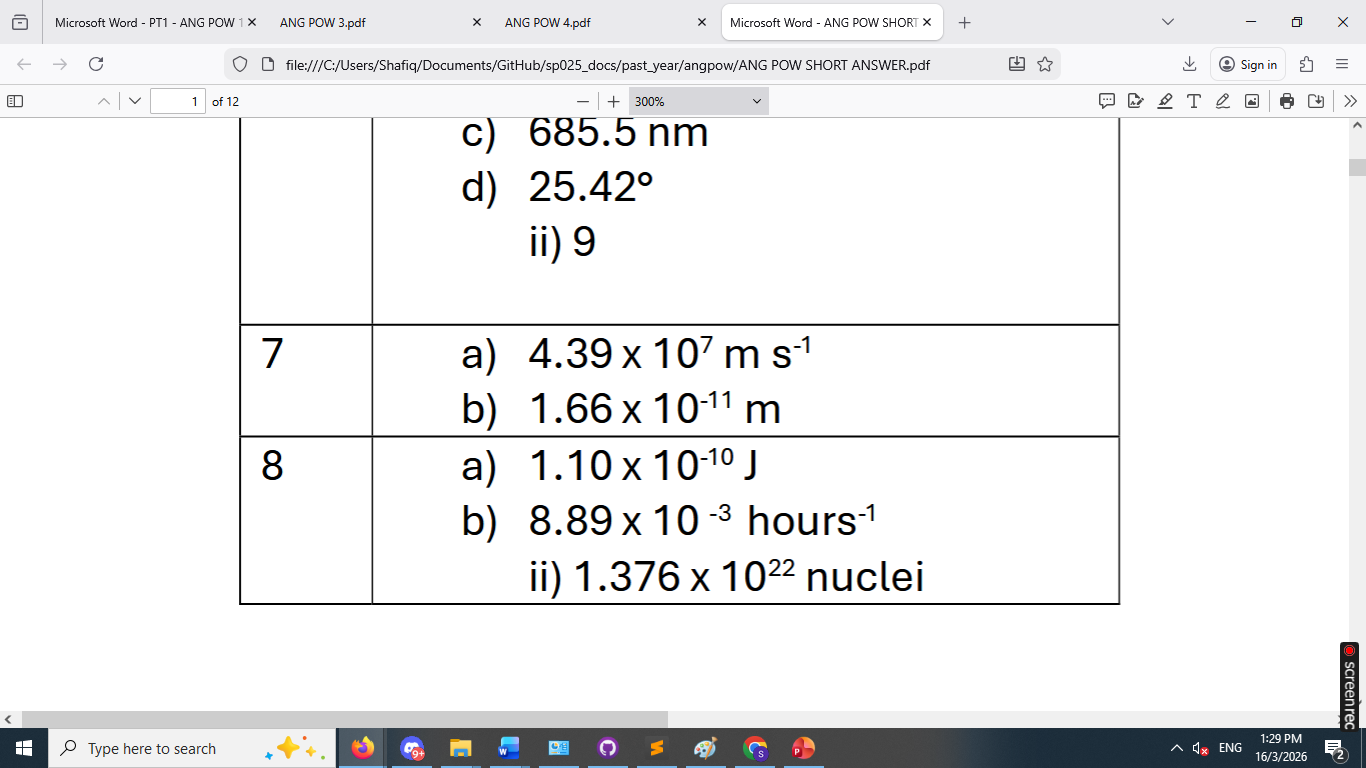 Microsoft Word - PT1 - ANG POW 1
ANG POW 3.pdf
ANG POW 4.pdf
Microsoft Word - ANG POW SHORT
file:///C:/Users/Shafiq/Documents/GitHub/sp025_docs/past_year/angpow/ANG POW SHORT ANSWER.pdf
Sign in
1 of 12
300%
c) 685.5 nm
d) 25.42°
ii) 9
7
a) 4.39 x 10⁷ m s⁻¹
b) 1.66 x 10⁻¹¹ m
8
a) 1.10 x 10⁻¹⁰ J
b) 8.89 x 10 ⁻³ hours⁻¹
ii) 1.376 x 10²² nuclei
screenrec
Type here to search
9+
ENG
1:29 PM
16/3/2026
2